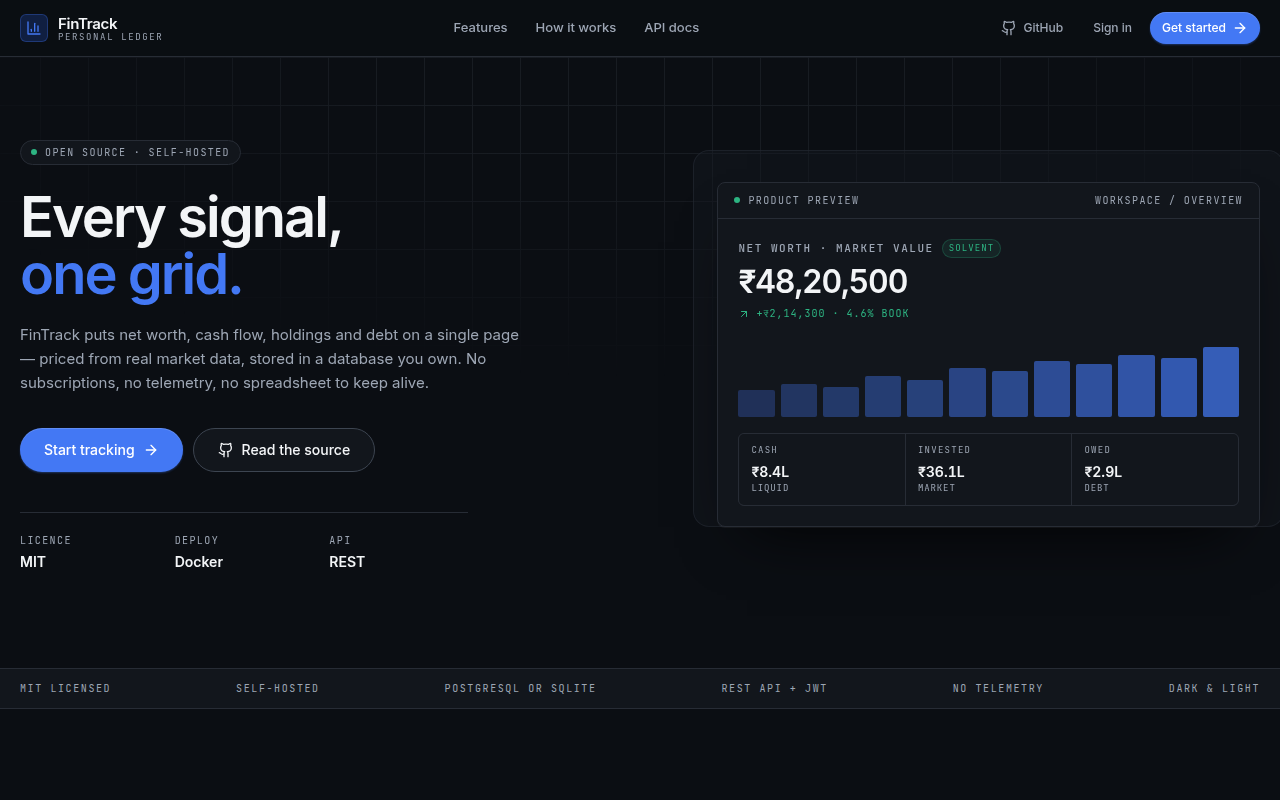 FinTrack
PERSONAL LEDGER
Features
How it works
API docs
GitHub
Sign in
Get started
OPEN SOURCE · SELF-HOSTED
Every signal,
one grid.
FinTrack puts net worth, cash flow, holdings and debt on a single page
— priced from real market data, stored in a database you own. No
subscriptions, no telemetry, no spreadsheet to keep alive.
Start tracking
Read the source
LICENCE
MIT
DEPLOY
Docker
API
REST
PRODUCT PREVIEW
WORKSPACE / OVERVIEW
NET WORTH · MARKET VALUE
SOLVENT
₹48,20,500
+₹2,14,300 · 4.6% BOOK
CASH
₹8.4L
LIQUID
INVESTED
₹36.1L
MARKET
OWED
₹2.9L
DEBT
MIT LICENSED
SELF-HOSTED
POSTGRESQL OR SQLITE
REST API + JWT
NO TELEMETRY
DARK & LIGHT